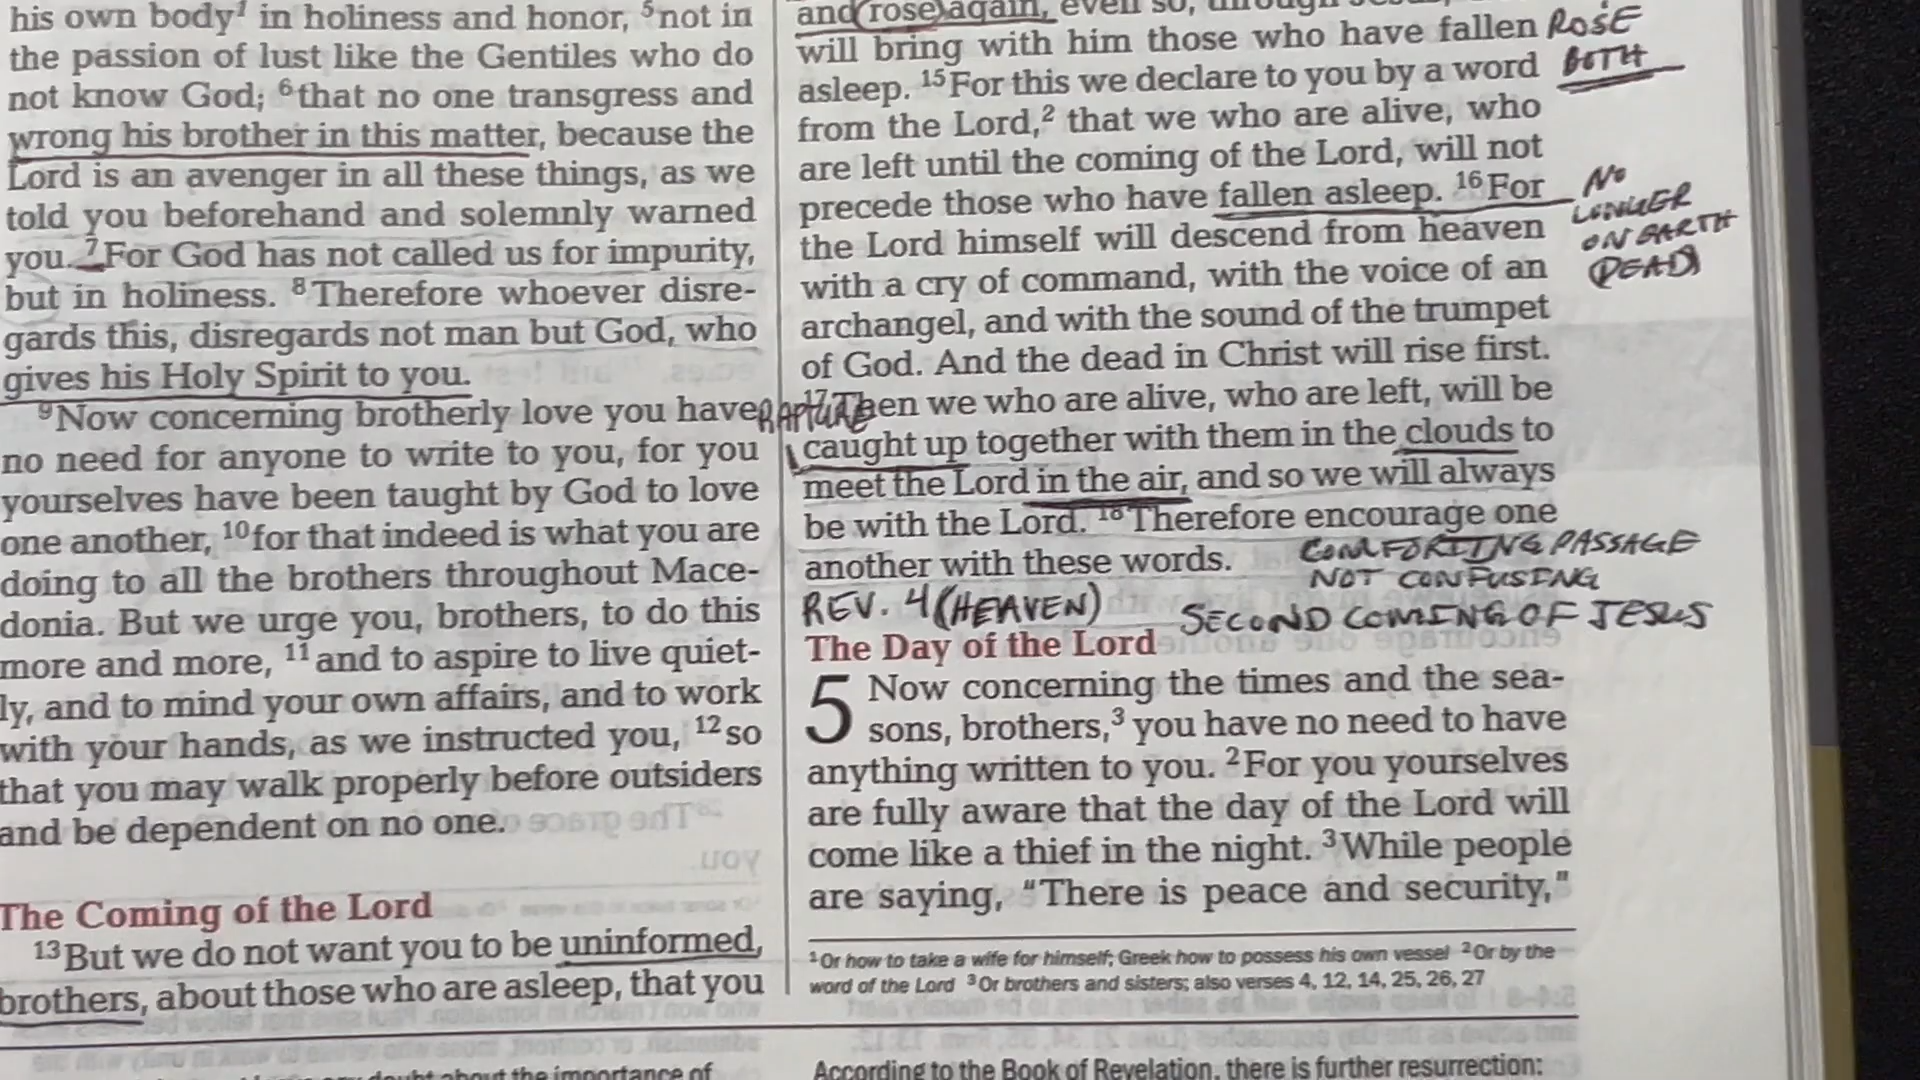 his own body¹ in holiness and honor, ⁵not in
the passion of lust like the Gentiles who do
not know God; ⁶that no one transgress and
wrong his brother in this matter, because the
Lord is an avenger in all these things, as we
told you beforehand and solemnly warned
you. ⁷For God has not called us for impurity,
but in holiness. ⁸Therefore whoever disre-
gards this, disregards not man but God, who
gives his Holy Spirit to you.
⁹Now concerning brotherly love you have
no need for anyone to write to you, for you
yourselves have been taught by God to love
one another, ¹⁰for that indeed is what you are
doing to all the brothers throughout Mace-
donia. But we urge you, brothers, to do this
more and more, ¹¹and to aspire to live quiet-
ly, and to mind your own affairs, and to work
with your hands, as we instructed you, ¹²so
that you may walk properly before outsiders
and be dependent on no one.
The Coming of the Lord
¹³But we do not want you to be uninformed,
brothers, about those who are asleep, that you
and rose again, even so, through Jesus,
will bring with him those who have fallen
asleep. ¹⁵For this we declare to you by a word
from the Lord,² that we who are alive, who
are left until the coming of the Lord, will not
precede those who have fallen asleep. ¹⁶For
the Lord himself will descend from heaven
with a cry of command, with the voice of an
archangel, and with the sound of the trumpet
of God. And the dead in Christ will rise first.
¹⁷Then we who are alive, who are left, will be
caught up together with them in the clouds to
meet the Lord in the air, and so we will always
be with the Lord. ¹⁸Therefore encourage one
another with these words.
ROSE
BOTH
NO
LONGER
ON EARTH
(DEAD)
RAPTURE
COMFORTING PASSAGE
NOT CONFUSING
REV. 4 (HEAVEN)
SECOND COMING OF JESUS
The Day of the Lord
5 Now concerning the times and the sea-
sons, brothers,³ you have no need to have
anything written to you. ²For you yourselves
are fully aware that the day of the Lord will
come like a thief in the night. ³While people
are saying, “There is peace and security,”
¹Or how to take a wife for himself; Greek how to possess his own vessel ²Or by the
word of the Lord ³Or brothers and sisters; also verses 4, 12, 14, 25, 26, 27
doubt about the importance of
According to the Book of Revelation, there is further resurrection: